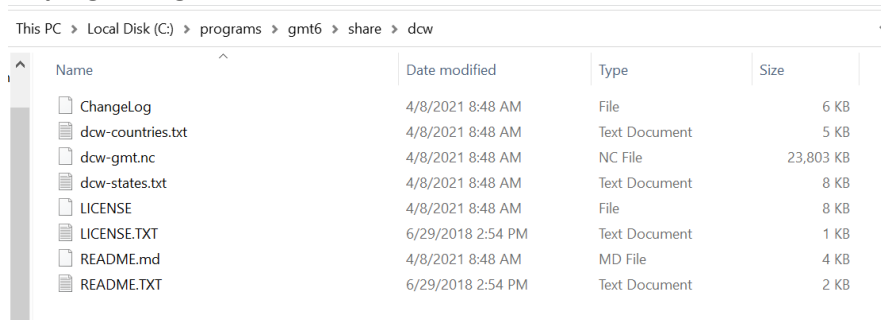 This PC > Local Disk (C:) > programs > gmt6 > share > dcw
Name Date modified Type Size
ChangeLog 4/8/2021 8:48 AM File 6 KB
dcw-countries.txt 4/8/2021 8:48 AM Text Document 5 KB
dcw-gmt.nc 4/8/2021 8:48 AM NC File 23,803 KB
dcw-states.txt 4/8/2021 8:48 AM Text Document 8 KB
LICENSE 4/8/2021 8:48 AM File 8 KB
LICENSE.TXT 6/29/2018 2:54 PM Text Document 1 KB
README.md 4/8/2021 8:48 AM MD File 4 KB
README.TXT 6/29/2018 2:54 PM Text Document 2 KB